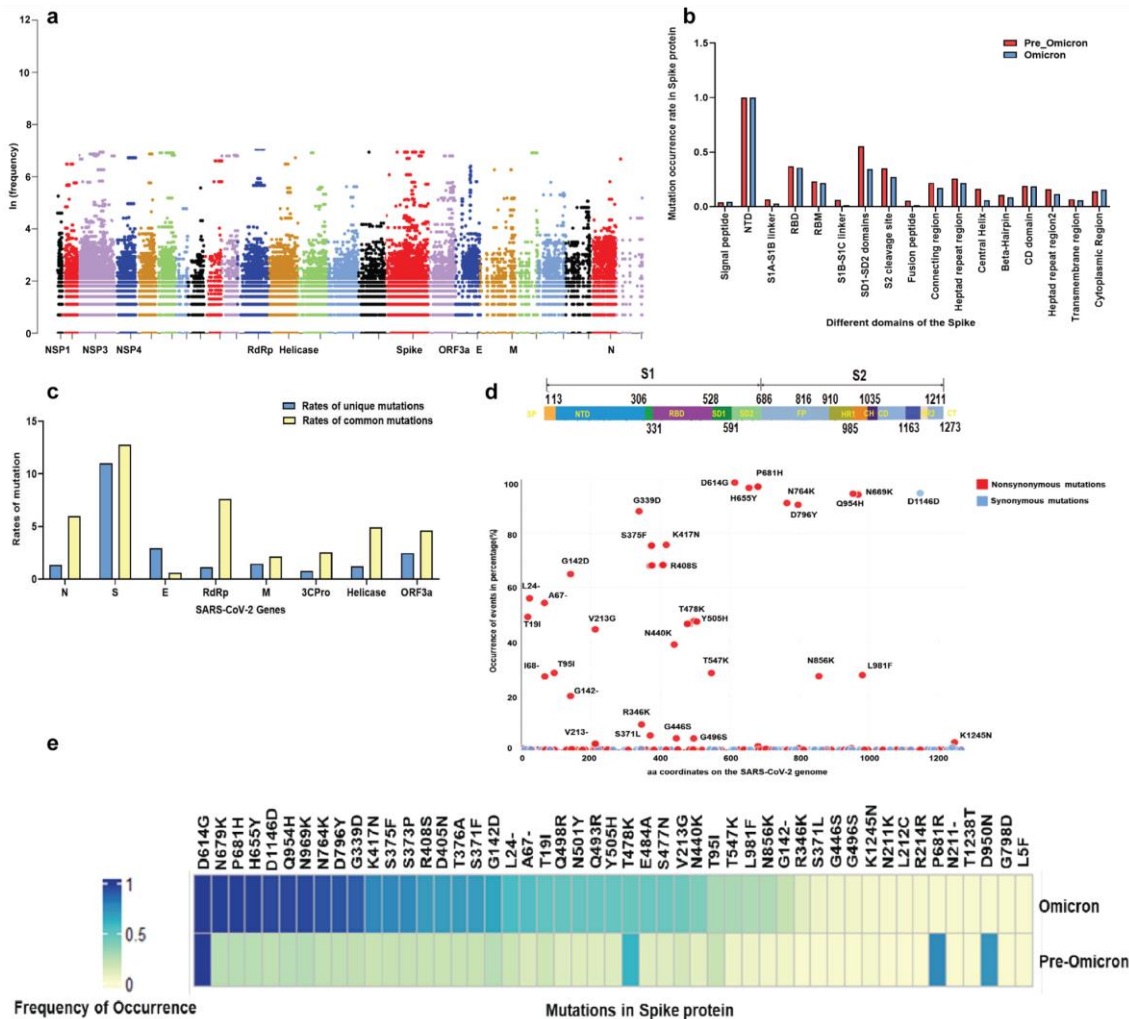 a
ln (frequency)
12
10
8
6
4
2
0
NSP1 NSP3 NSP4 RdRp Helicase Spike ORF3a E M N
b
Mutation occurrence rate in Spike protein
1.5
1.0
0.5
0.0
Pre_Omicron
Omicron
Signal peptide
NTD
S1A-S1B linker
RBD
RBM
S1B-S1C linker
SD1-SD2 domains
S2 cleavage site
Fusion peptide
Connecting region
Heptad repeat region
Central Helix
Beta-Hairpin
CD domain
Heptad repeat region2
Transmembrane region
Cytoplasmic Region
Different domains of the Spike
c
Rates of unique mutations
Rates of common mutations
Rates of mutation
15
10
5
0
N S E RdRp M 3CPro Helicase ORF3a
SARS-CoV-2 Genes
d
S1 S2
113 306 528 686 816 910 1035 1211
SP NTD RBD SD1 SD2 FP HR1 CH CD HR2 CT
331 591 985 1163 1273
Nonsynonymous mutations
Synonymous mutations
Occurrence of events in percentage(%)
100
80
60
40
20
0
P681H
D614G
H655Y
N764K
D796Y
Q954H
N669K
D1146D
G339D
S375F
K417N
R408S
G142D
L24-
A67-
T19I
V213G
T478K
Y505H
N440K
I68-
T95I
T547K
N856K
L981F
G142-
R346K
V213-
S371L
G446S
G496S
K1245N
0 200 400 600 800 1000 1200
aa coordinates on the SARS-CoV-2 genome
e
D614G
N679K
P681H
H655Y
D1146D
Q954H
N969K
N764K
D796Y
G339D
K417N
S375F
S373P
R408S
D405N
T376A
S371F
G142D
L24-
A67-
T19I
Q498R
N501Y
Q493R
Y505H
T478K
E484A
S477N
V213G
N440K
T95I
T547K
L981F
N856K
G142-
R346K
S371L
G446S
G496S
K1245N
N211K
L212C
R214R
P681R
N211-
T1238T
D950N
G798D
L5F
1
0.5
0
Omicron
Pre-Omicron
Frequency of Occurrence
Mutations in Spike protein